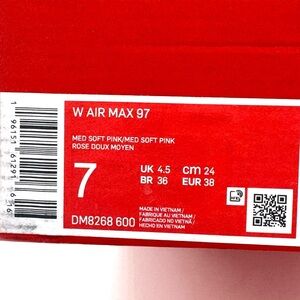 W AIR MAX 97
MED SOFT PINK/MED SOFT PINK
ROSE DOUX MOYEN
7
UK 4.5 cm 24
BR 36 EUR 38
DM8268 600
MADE IN VIETNAM /
FABRIQUE AU VIETNAM /
FABRICADO NO VIETNÃ /
HECHO EN VIETNAM